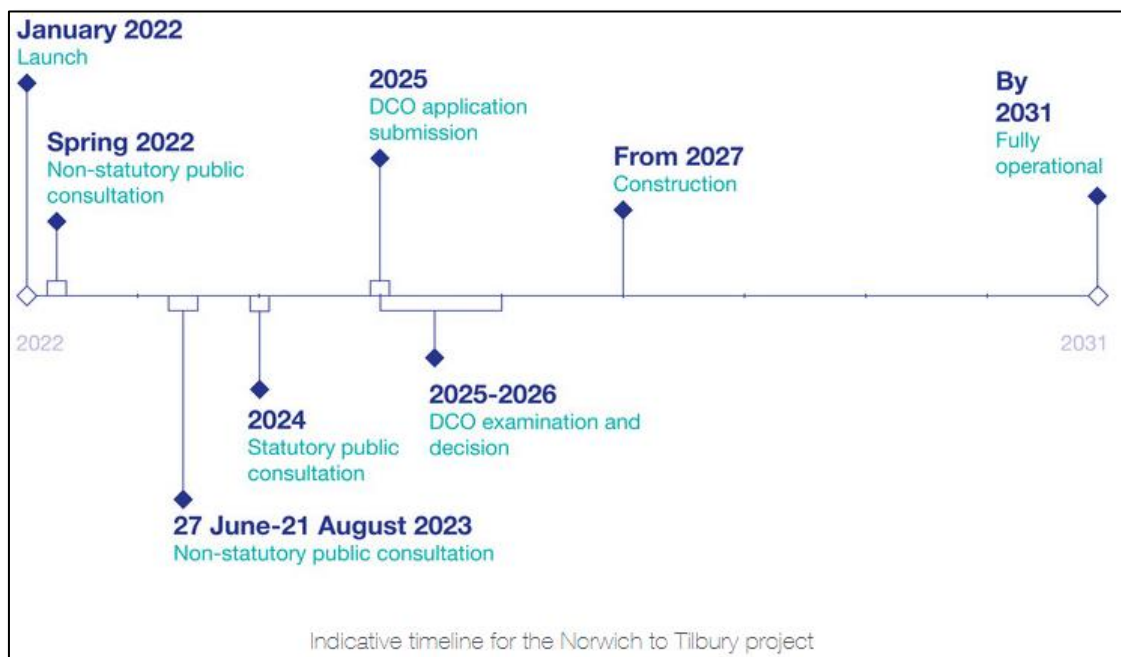 January 2022
Launch
Spring 2022
Non-statutory public
consultation
2025
DCO application
submission
From 2027
Construction
By
2031
Fully
operational
2022
2031
2024
Statutory public
consultation
2025-2026
DCO examination and
decision
27 June-21 August 2023
Non-statutory public consultation
Indicative timeline for the Norwich to Tilbury project